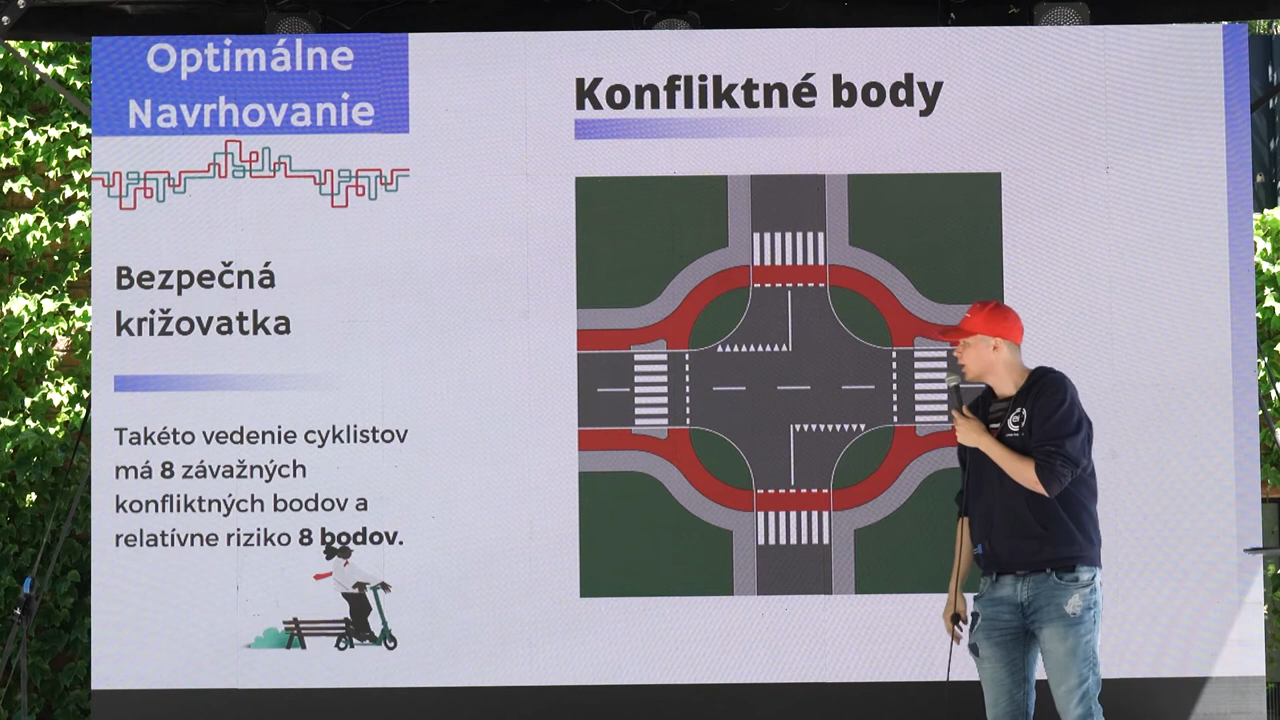 Optimálne
Navrhovanie
Konfliktné body
Bezpečná
križovatka
Takéto vedenie cyklistov
má 8 závažných
konfliktných bodov a
relatívne riziko 8 bodov.